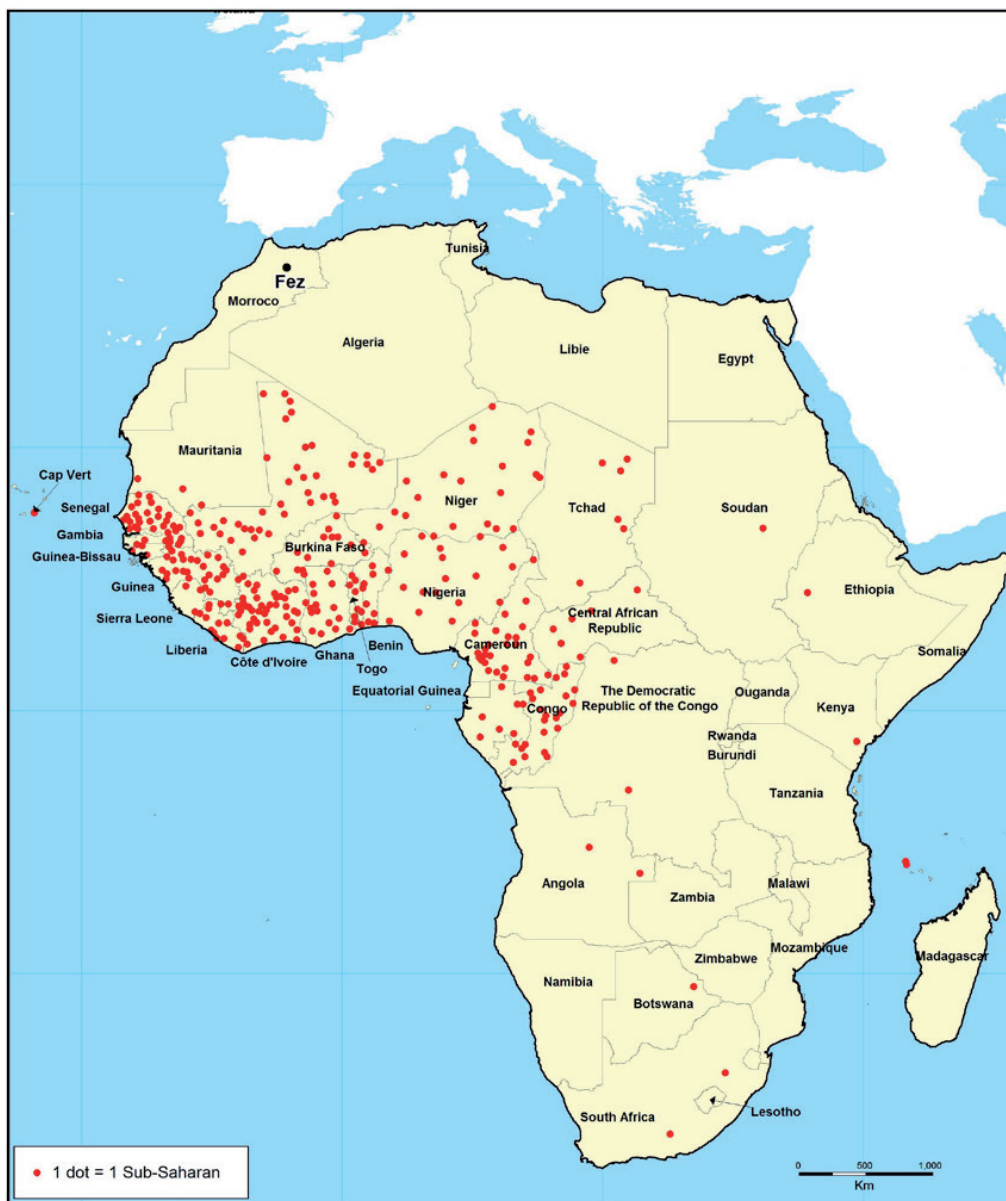 Ireland
Tunisia
Fez
Morroco
Algeria
Libie
Egypt
Mauritania
Cap Vert
Niger
Tchad
Soudan
Senegal
Gambia
Burkina Faso
Guinea-Bissau
Guinea
Nigeria
Ethiopia
Sierra Leone
Central African
Republic
Liberia
Côte d'Ivoire
Ghana
Togo
Benin
Cameroun
Somalia
Equatorial Guinea
The Democratic
Republic of the Congo
Congo
Ouganda
Kenya
Rwanda
Burundi
Tanzania
Angola
Zambia
Malawi
Mozambique
Zimbabwe
Madagascar
Namibia
Botswana
South Africa
Lesotho
1 dot = 1 Sub-Saharan
0 500 1,000
Km